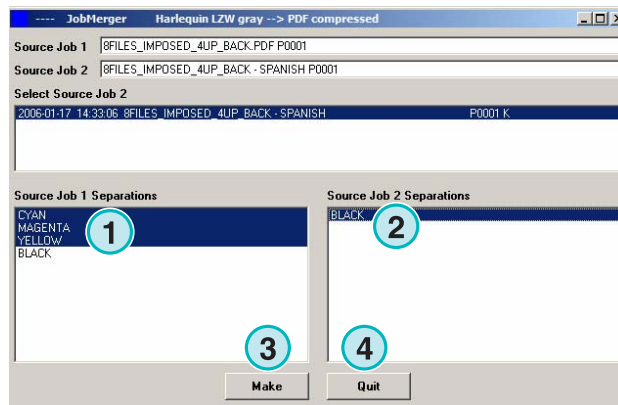 ---- JobMerger Harlequin LZW gray --> PDF compressed
Source Job 1 8FILES_IMPOSED_4UP_BACK.PDF P0001
Source Job 2 8FILES_IMPOSED_4UP_BACK - SPANISH P0001
Select Source Job 2
2006-01-17 14:33:06 8FILES_IMPOSED_4UP_BACK - SPANISH P0001 K
Source Job 1 Separations Source Job 2 Separations
CYAN BLACK
MAGENTA 1 2
YELLOW
BLACK
3 4
Make Quit